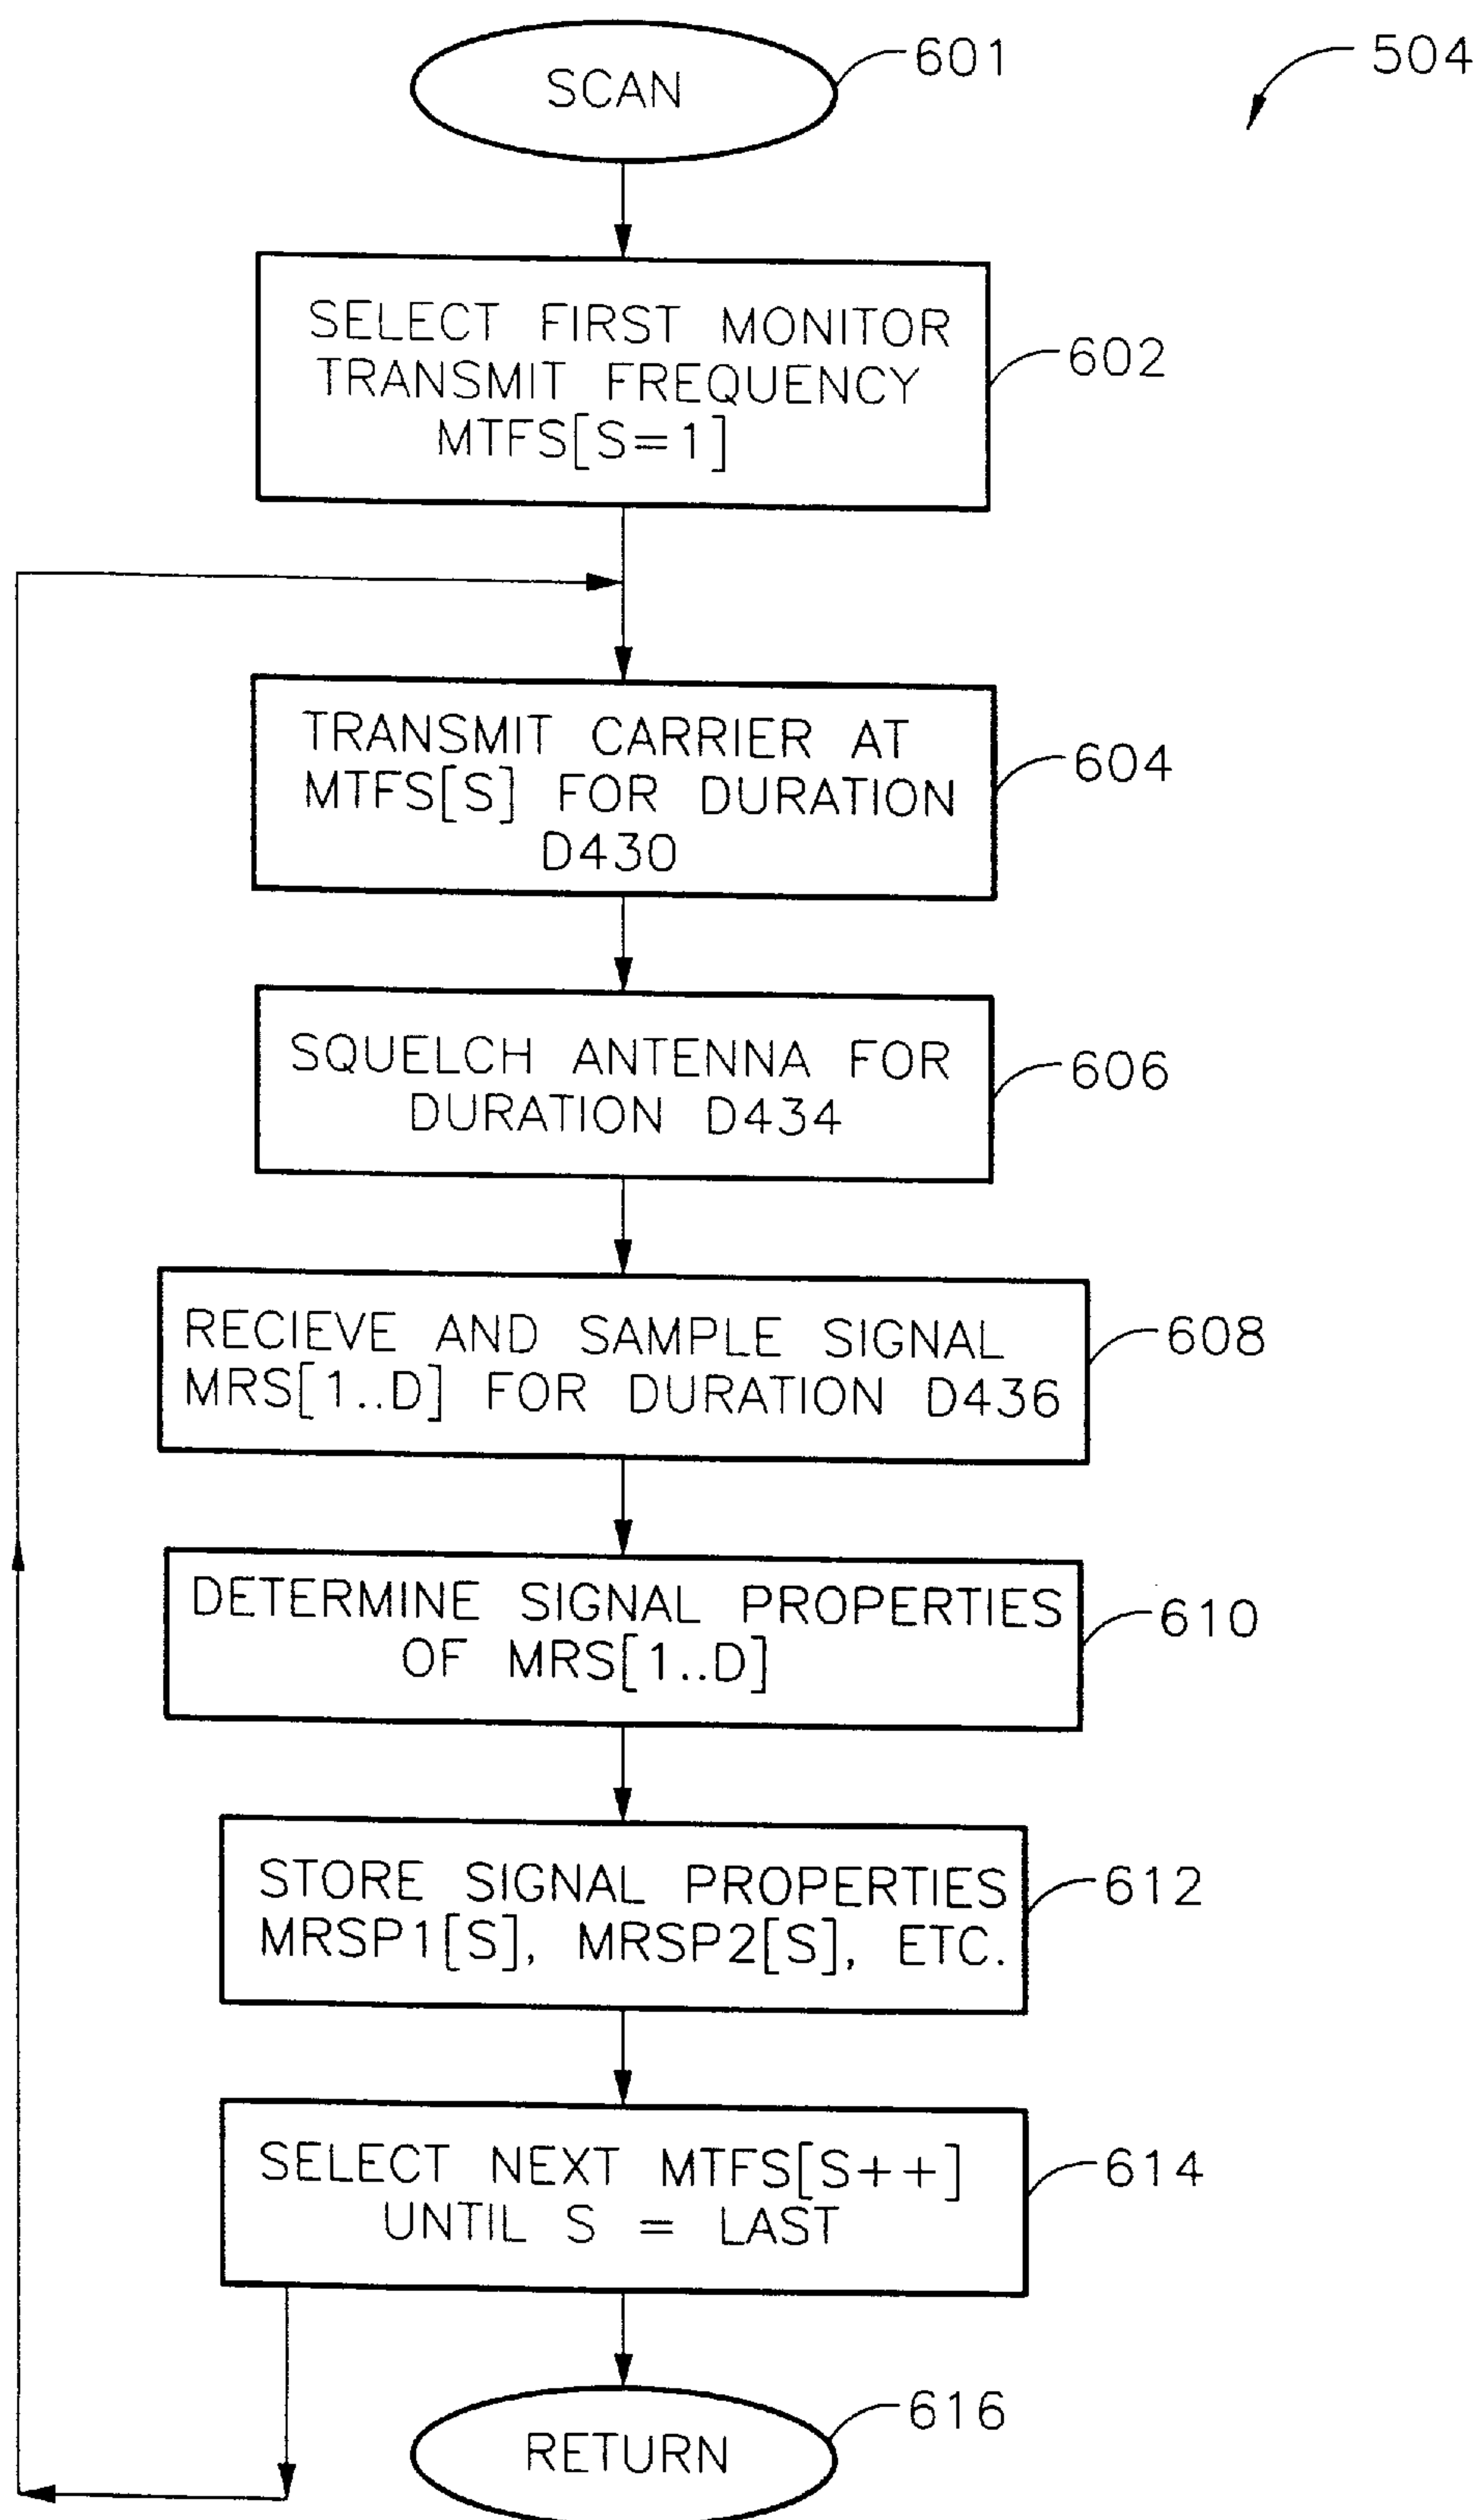 SCAN
601
504
SELECT FIRST MONITOR
TRANSMIT FREQUENCY
MTFS[S=1]
602
TRANSMIT CARRIER AT
MTFS[S] FOR DURATION
D430
604
SQUELCH ANTENNA FOR
DURATION D434
606
RECIEVE AND SAMPLE SIGNAL
MRS[1..D] FOR DURATION D436
608
DETERMINE SIGNAL PROPERTIES
OF MRS[1..D]
610
STORE SIGNAL PROPERTIES
MRSP1[S], MRSP2[S], ETC.
612
SELECT NEXT MTFS[S++]
UNTIL S = LAST
614
RETURN
616